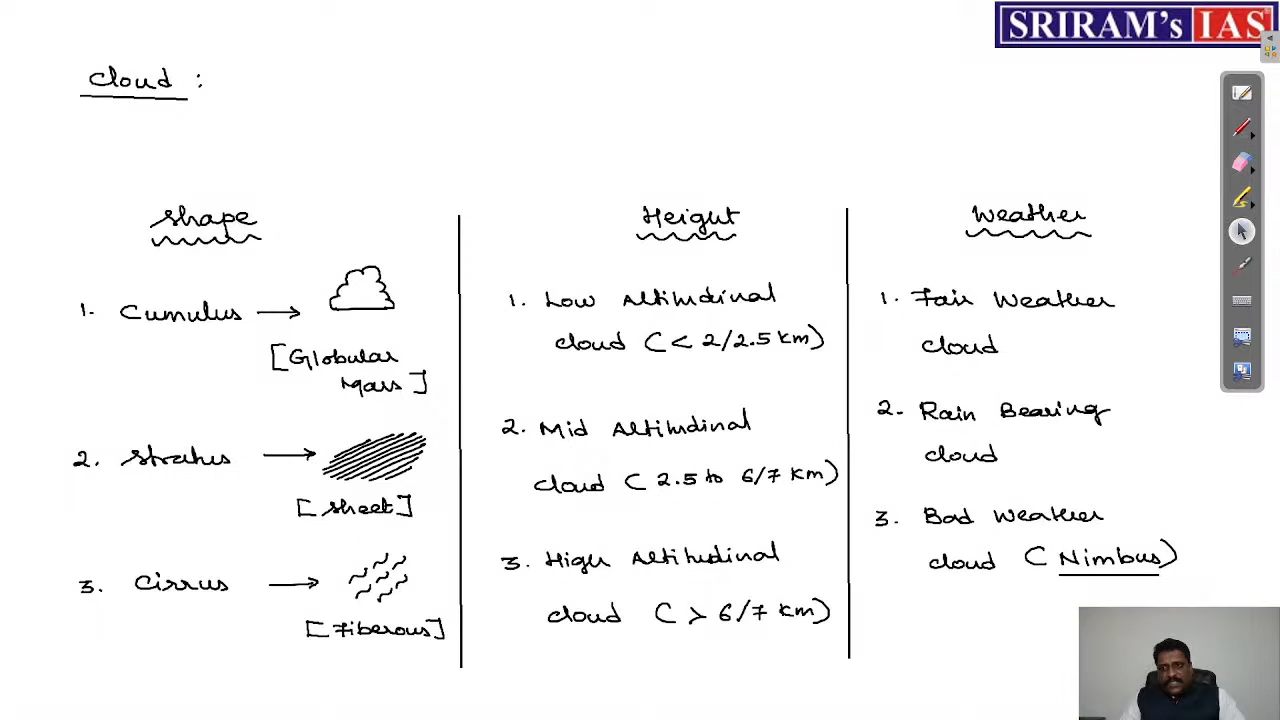 SRIRAM's IAS
Cloud :
Shape
1. Cumulus →
[Globular
Mass]
2. Stratus →
[Sheet]
3. Cirrus →
[Fiberous]
Height
1. Low Altitudinal
cloud (< 2/2.5 km)
2. Mid Altitudinal
cloud ( 2.5 to 6/7 km)
3. High Altitudinal
cloud ( > 6/7 km)
Weather
1. Fair Weather
cloud
2. Rain Bearing
cloud
3. Bad Weather
cloud ( Nimbus)